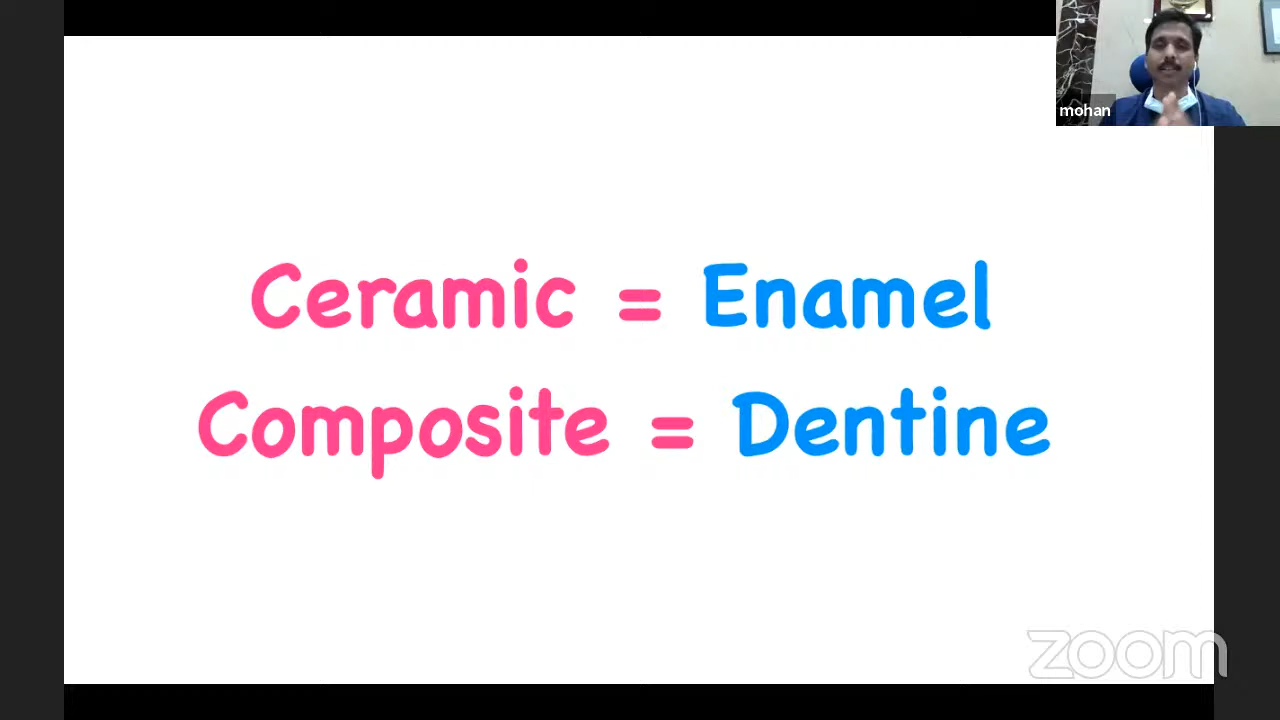 mohan
Ceramic = Enamel
Composite = Dentine
zoom